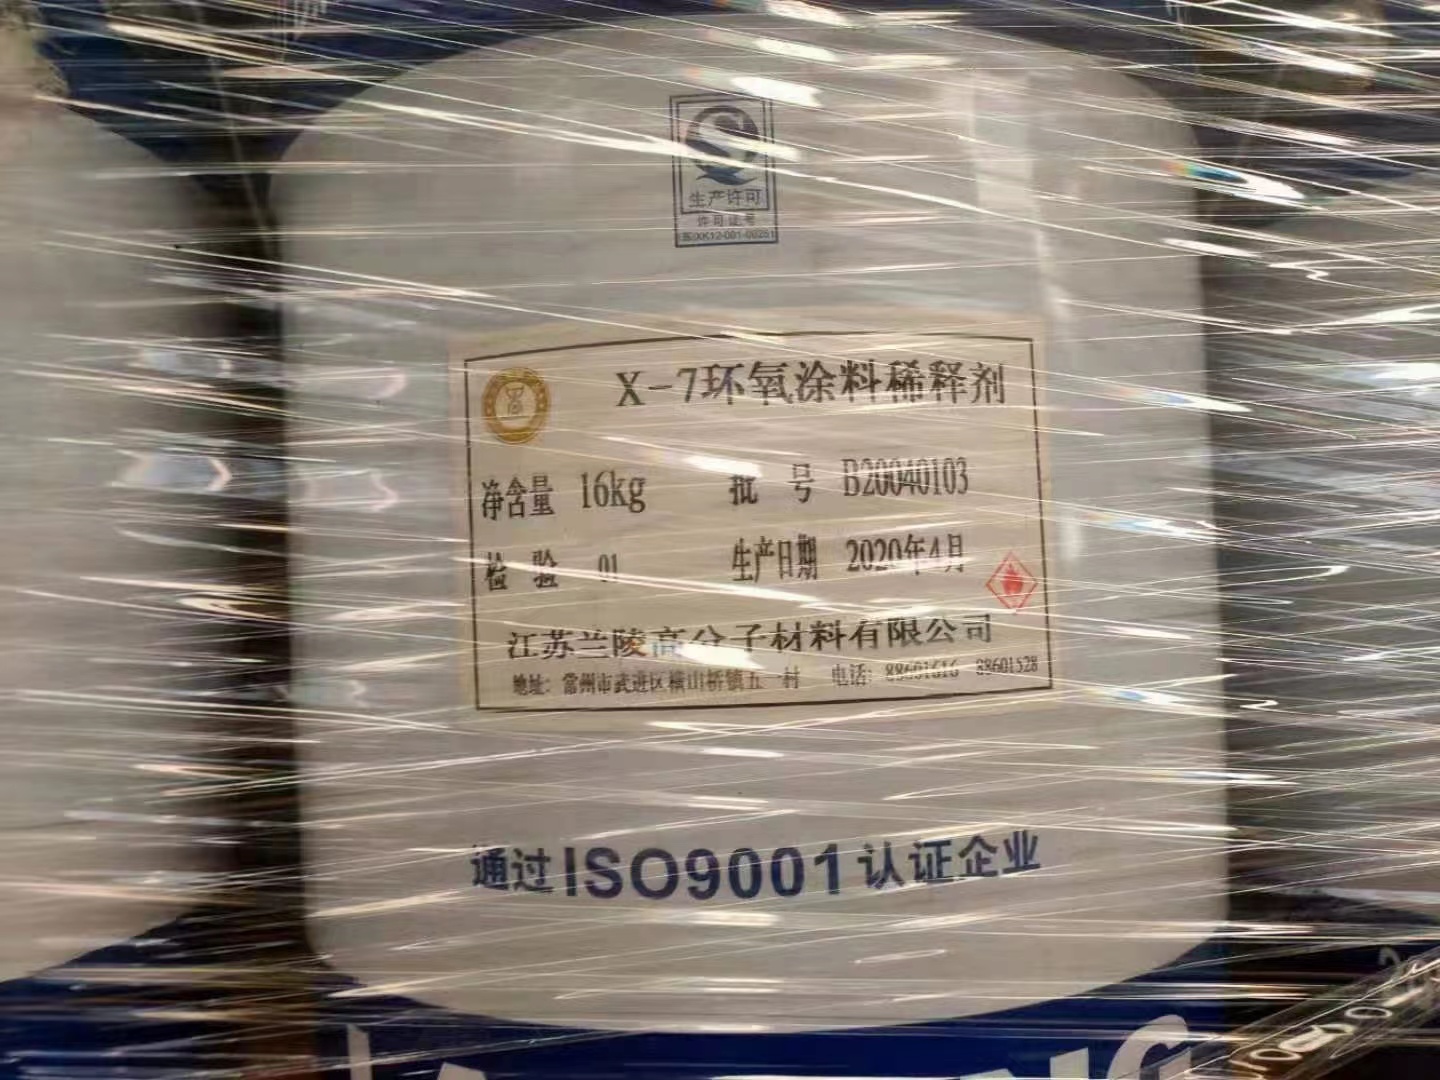 生产许可
许可证号
X-7环氧涂料稀释剂
净含量 16kg 批 号 B20040103
检 验 01 生产日期 2020年4月
江苏兰陵高分子材料有限公司
地址：常州市武进区横山桥镇五一村 电话：88601616 88601528
通过ISO9001认证企业